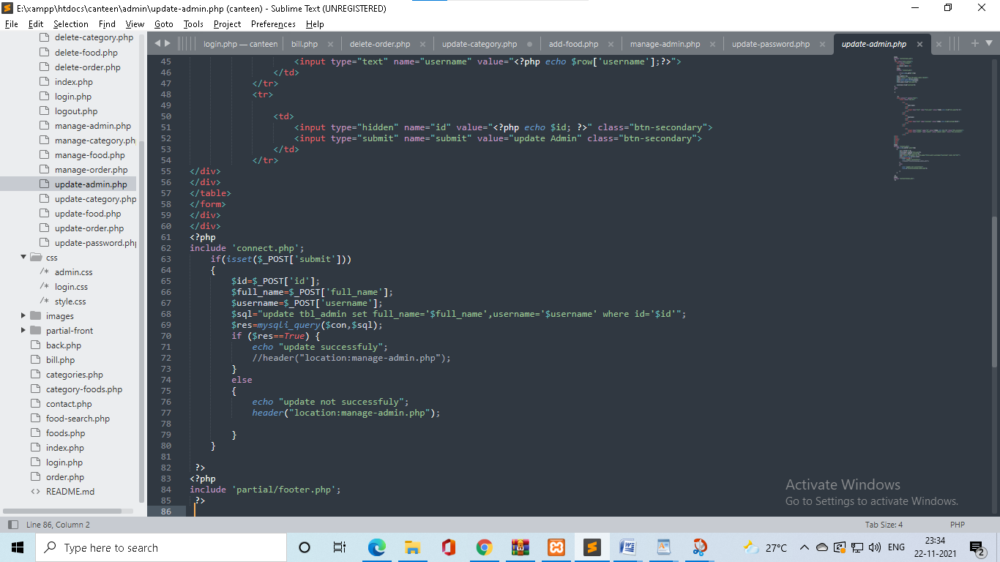 E:\xampp\htdocs\canteen\admin\update-admin.php (canteen) - Sublime Text (UNREGISTERED)
File Edit Selection Find View Goto Tools Project Preferences Help
delete-category.php
delete-food.php
delete-order.php
index.php
login.php
logout.php
manage-admin.php
manage-category.ph
manage-food.php
manage-order.php
update-admin.php
update-category.php
update-food.php
update-order.php
update-password.php
css
/* admin.css
/* login.css
/* style.css
images
partial-front
back.php
bill.php
categories.php
category-foods.php
contact.php
food-search.php
foods.php
index.php
login.php
order.php
<> README.md
login.php — canteen bill.php delete-order.php update-category.php add-food.php manage-admin.php update-password.php update-admin.php
45 <input type="text" name="username" value="<?php echo $row['username'];?>">
46 </td>
47 </tr>
48 <tr>
49
50 <td>
51 <input type="hidden" name="id" value="<?php echo $id; ?>" class="btn-secondary">
52 <input type="submit" name="submit" value="update Admin" class="btn-secondary">
53 </td>
54 </tr>
55 </div>
56 </div>
57 </table>
58 </form>
59 </div>
60 </div>
61 <?php
62 include 'connect.php';
63 if(isset($_POST['submit']))
64 {
65 $id=$_POST['id'];
66 $full_name=$_POST['full_name'];
67 $username=$_POST['username'];
68 $sql="update tbl_admin set full_name='$full_name',username='$username' where id='$id'";
69 $res=mysqli_query($con,$sql);
70 if ($res==True) {
71 echo "update successfuly";
72 //header("location:manage-admin.php");
73 }
74 else
75 {
76 echo "update not successfuly";
77 header("location:manage-admin.php");
78
79 }
80 }
81
82 ?>
83 <?php
84 include 'partial/footer.php';
85 ?>
86
Activate Windows
Go to Settings to activate Windows.
Line 86, Column 2 Tab Size: 4 PHP
Type here to search 27°C ENG 23:34
22-11-2021 2